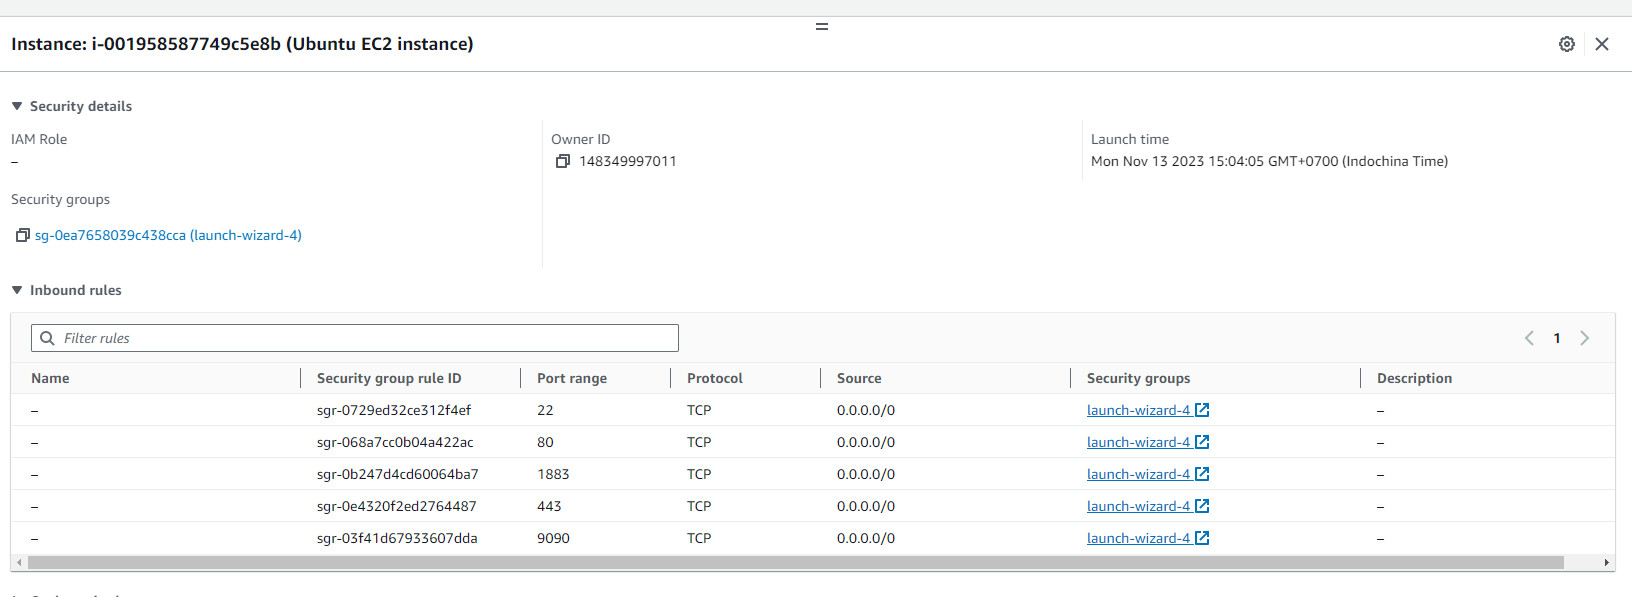 Instance: i-001958587749c5e8b (Ubuntu EC2 instance)
Security details
IAM Role
–
Owner ID
148349997011
Launch time
Mon Nov 13 2023 15:04:05 GMT+0700 (Indochina Time)
Security groups
sg-0ea7658039c438cca (launch-wizard-4)
Inbound rules
Filter rules
1
Name Security group rule ID Port range Protocol Source Security groups Description
– sgr-0729ed32ce312f4ef 22 TCP 0.0.0.0/0 launch-wizard-4 –
– sgr-068a7cc0b04a422ac 80 TCP 0.0.0.0/0 launch-wizard-4 –
– sgr-0b247d4cd60064ba7 1883 TCP 0.0.0.0/0 launch-wizard-4 –
– sgr-0e4320f2ed2764487 443 TCP 0.0.0.0/0 launch-wizard-4 –
– sgr-03f41d67933607dda 9090 TCP 0.0.0.0/0 launch-wizard-4 –